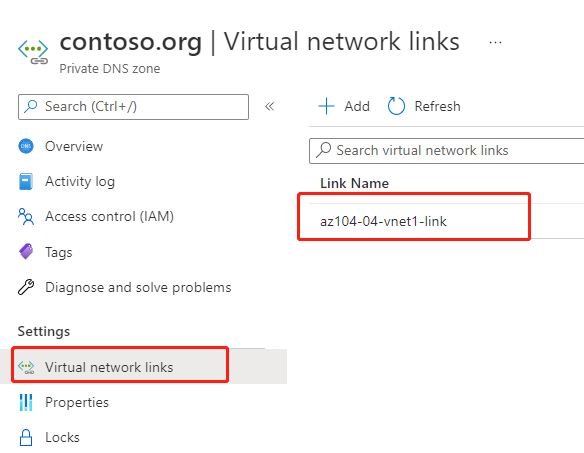 contoso.org | Virtual network links ...
Private DNS zone
Search (Ctrl+/) «
Overview
Activity log
Access control (IAM)
Tags
Diagnose and solve problems
Settings
Virtual network links
Properties
Locks
Add Refresh
Search virtual network links
Link Name
az104-04-vnet1-link